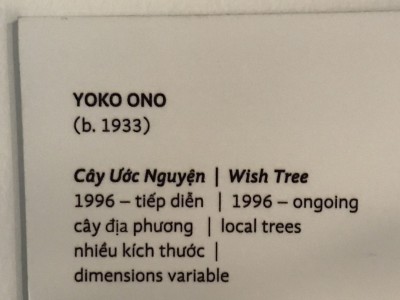 YOKO ONO
(b. 1933)
Cây Ước Nguyện | Wish Tree
1996 – tiếp diễn | 1996 – ongoing
cây địa phương | local trees
nhiều kích thước |
dimensions variable